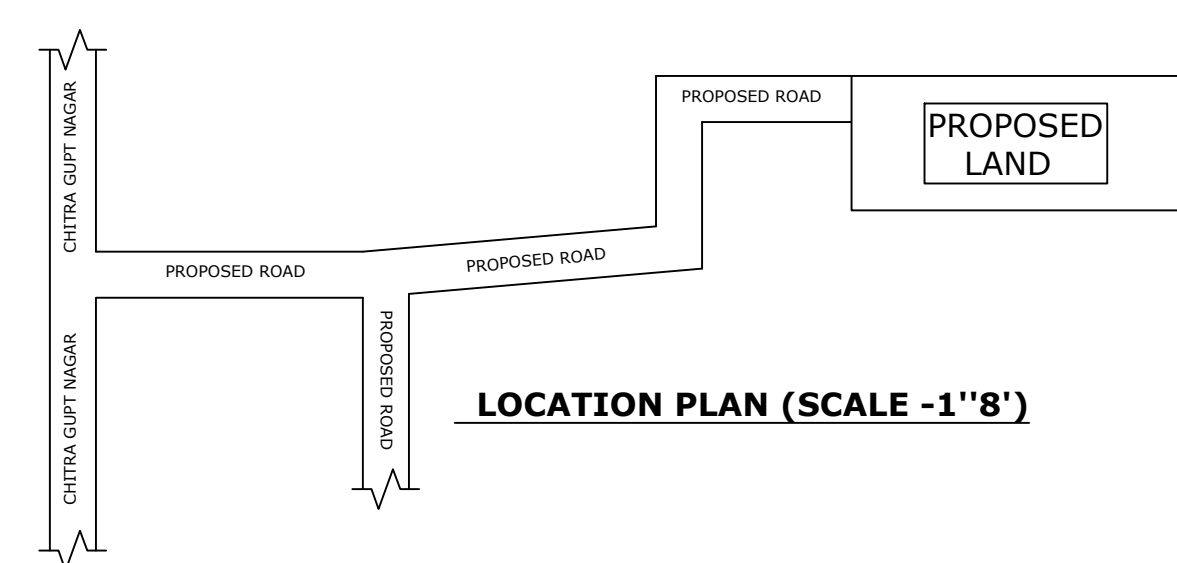 CHITRA GUPT NAGAR
PROPOSED ROAD
PROPOSED
LAND
PROPOSED ROAD
PROPOSED ROAD
CHITRA GUPT NAGAR
PROPOSED ROAD
LOCATION PLAN (SCALE -1''8')